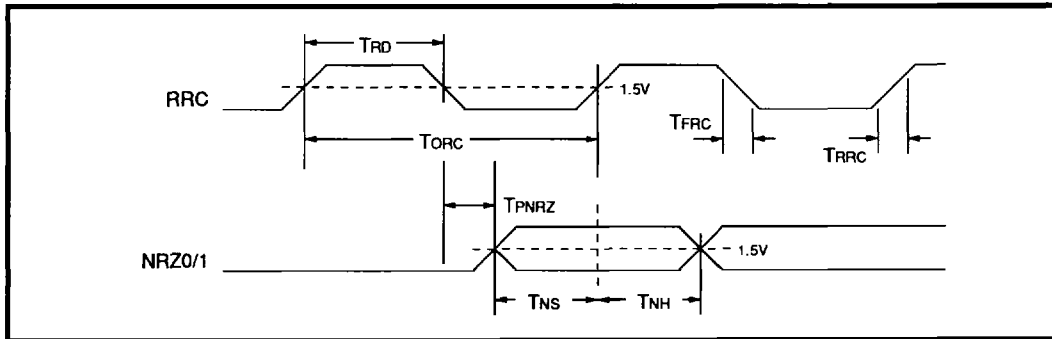 TRD
RRC
1.5V
TFRC
TORC
TRRC
TPNRZ
NRZ0/1
1.5V
TNS
TNH